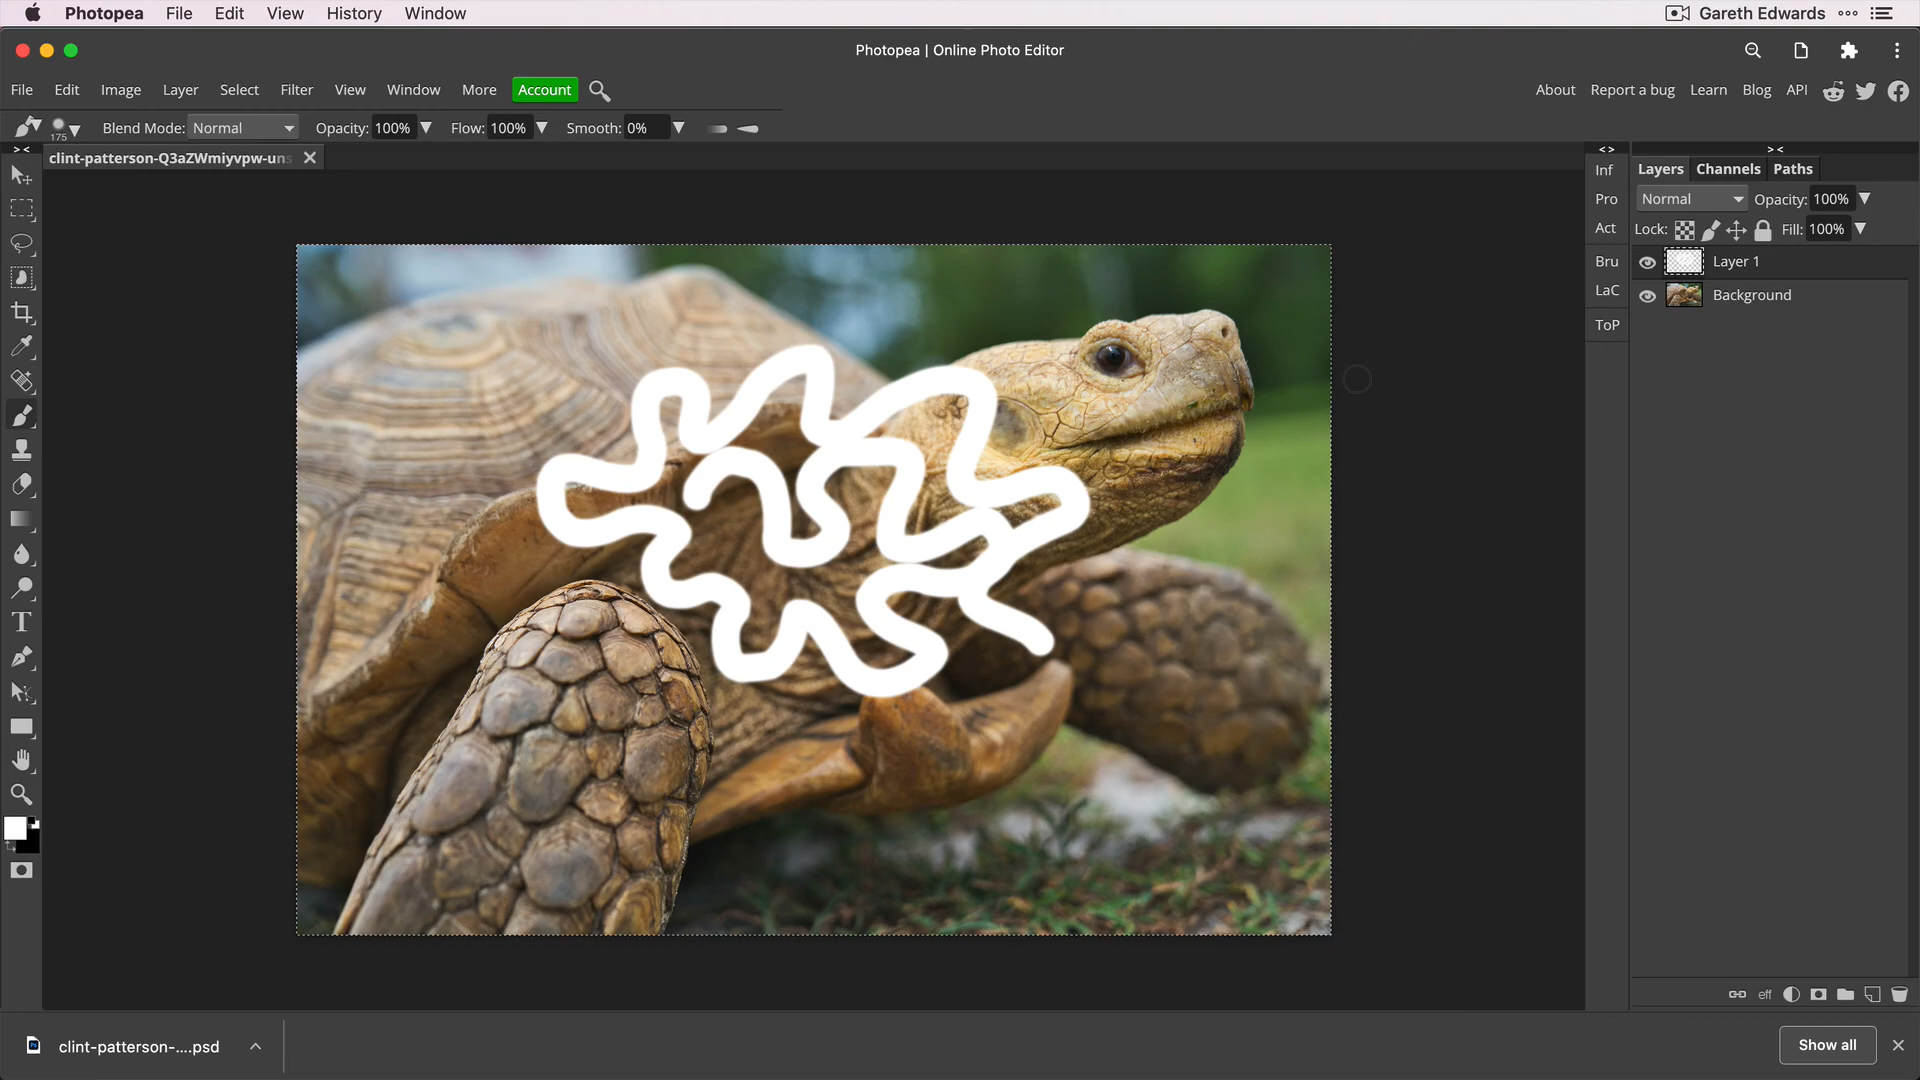 Photopea File Edit View History Window Gareth Edwards
Photopea | Online Photo Editor
File Edit Image Layer Select Filter View Window More Account About Report a bug Learn Blog API
175 Blend Mode: Normal Opacity: 100% Flow: 100% Smooth: 0%
> < clint-patterson-Q3aZWmiyvpw-uns < > > <
Inf Layers Channels Paths
Pro Normal Opacity: 100%
Act Lock: Fill: 100%
Bru Layer 1
LaC Background
ToP
eff
clint-patterson-....psd Show all